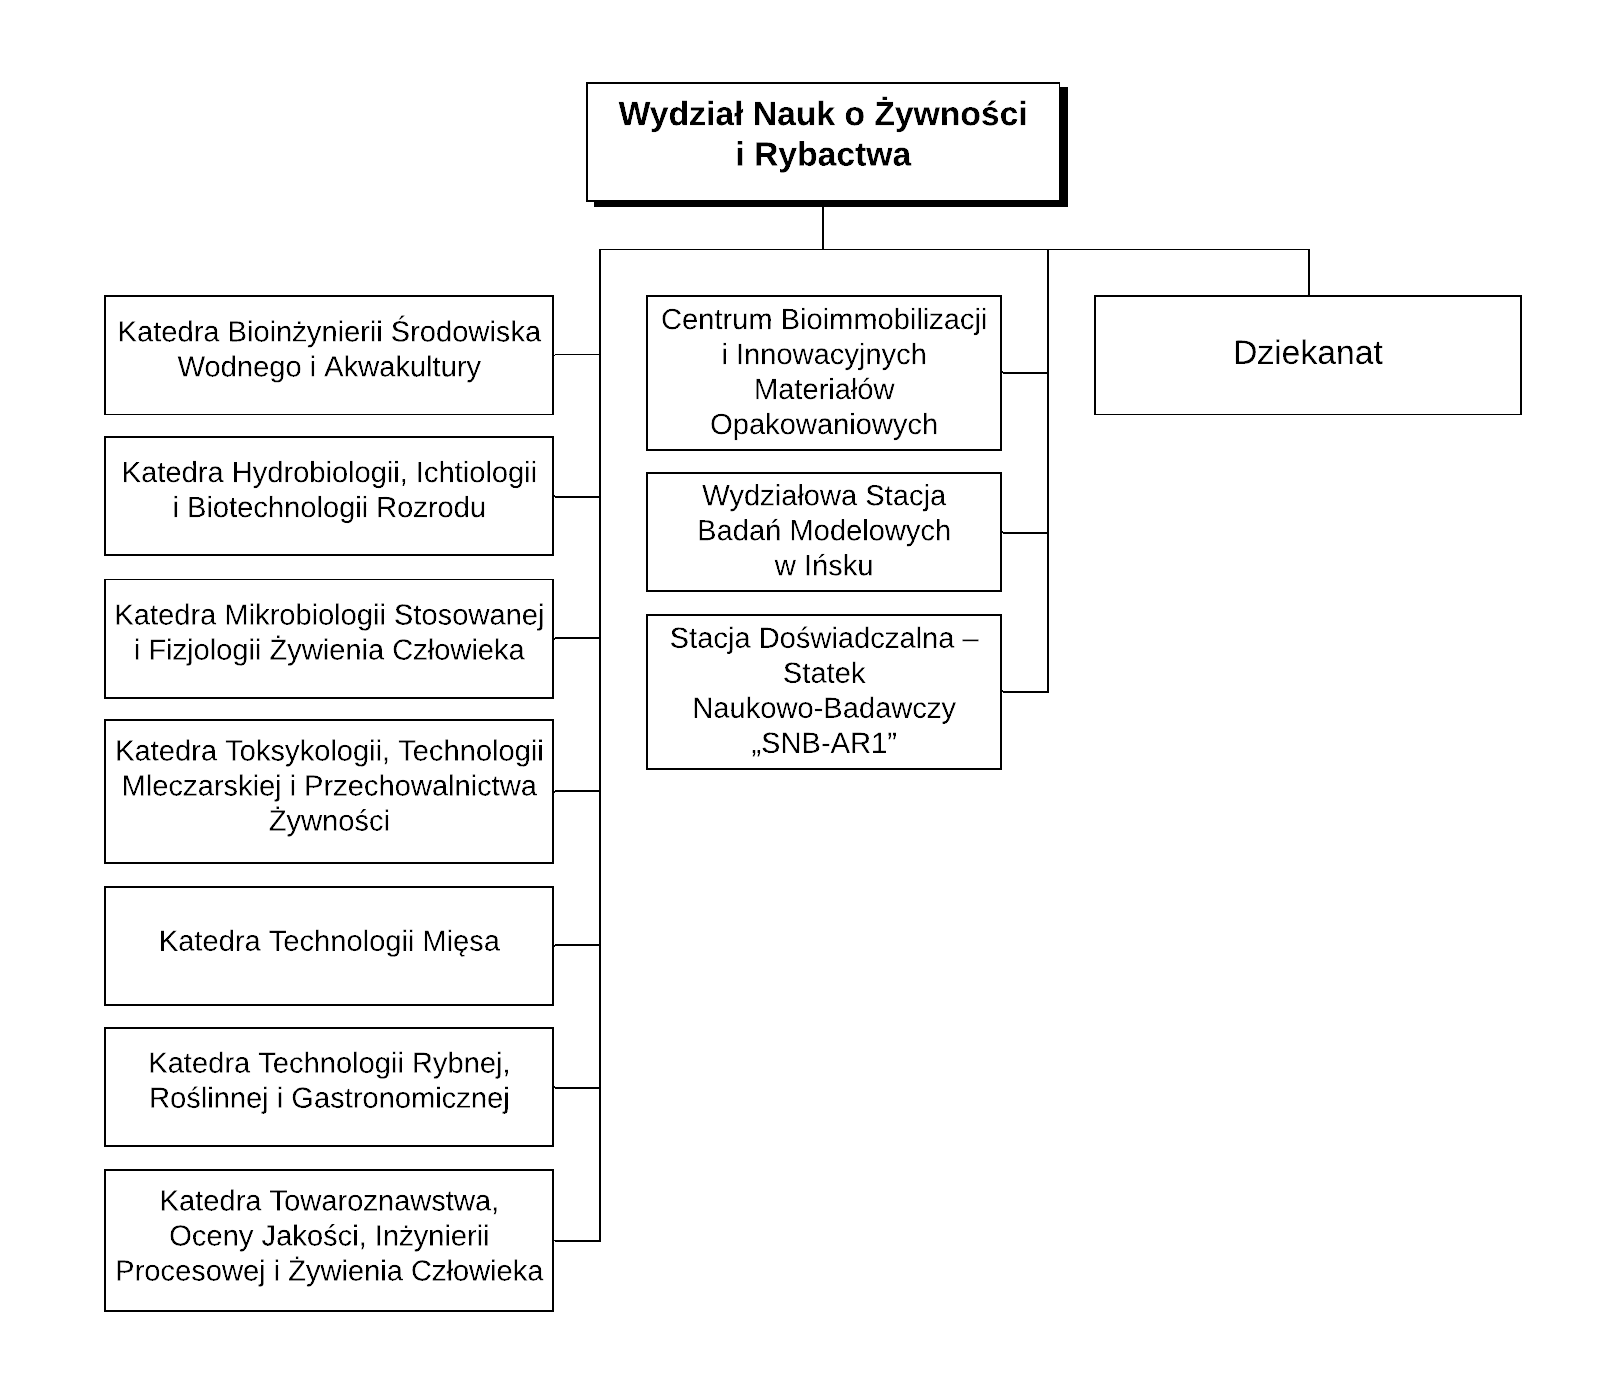 Wydział Nauk o Żywności
i Rybactwa
Katedra Bioinżynierii Środowiska
Wodnego i Akwakultury
Katedra Hydrobiologii, Ichtiologii
i Biotechnologii Rozrodu
Katedra Mikrobiologii Stosowanej
i Fizjologii Żywienia Człowieka
Katedra Toksykologii, Technologii
Mleczarskiej i Przechowalnictwa
Żywności
Katedra Technologii Mięsa
Katedra Technologii Rybnej,
Roślinnej i Gastronomicznej
Katedra Towaroznawstwa,
Oceny Jakości, Inżynierii
Procesowej i Żywienia Człowieka
Centrum Bioimmobilizacji
i Innowacyjnych
Materiałów
Opakowaniowych
Wydziałowa Stacja
Badań Modelowych
w Ińsku
Stacja Doświadczalna –
Statek
Naukowo-Badawczy
„SNB-AR1”
Dziekanat